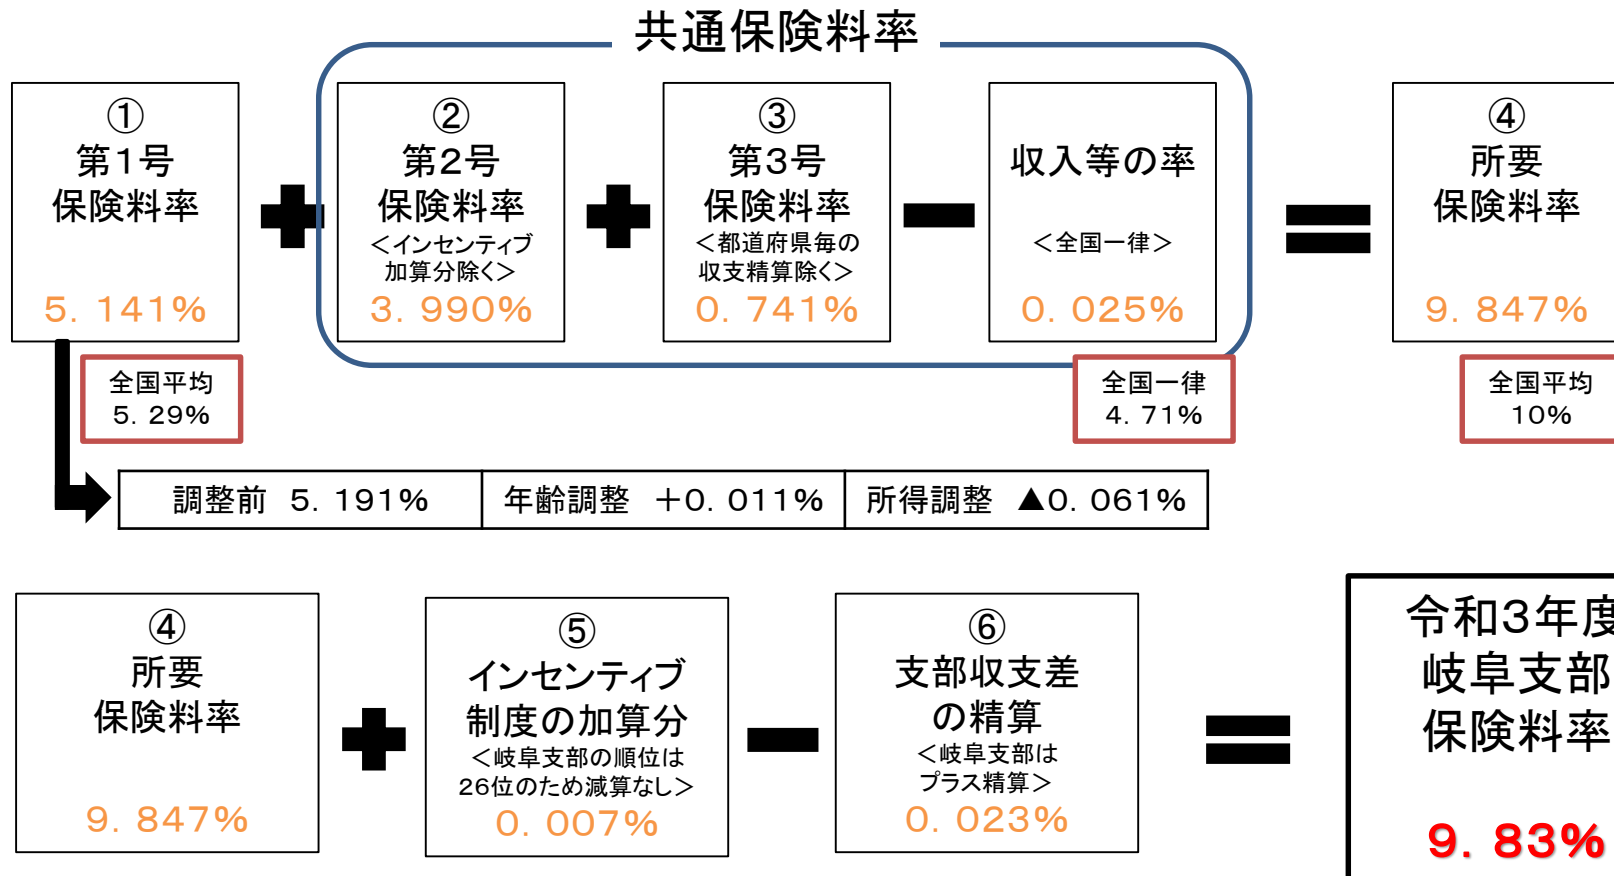 共通保険料率
①
第1号
保険料率
5.141%
②
第2号
保険料率
<インセンティブ
加算分除く>
3.990%
③
第3号
保険料率
<都道府県毎の
収支精算除く>
0.741%
収入等の率
<全国一律>
0.025%
④
所要
保険料率
9.847%
全国平均
5.29%
全国一律
4.71%
全国平均
10%
調整前 5.191%
年齢調整 +0.011%
所得調整 ▲0.061%
④
所要
保険料率
9.847%
⑤
インセンティブ
制度の加算分
<岐阜支部の順位は
26位のため減算なし>
0.007%
⑥
支部収支差
の精算
<岐阜支部は
プラス精算>
0.023%
令和3年度
岐阜支部
保険料率
9.83%